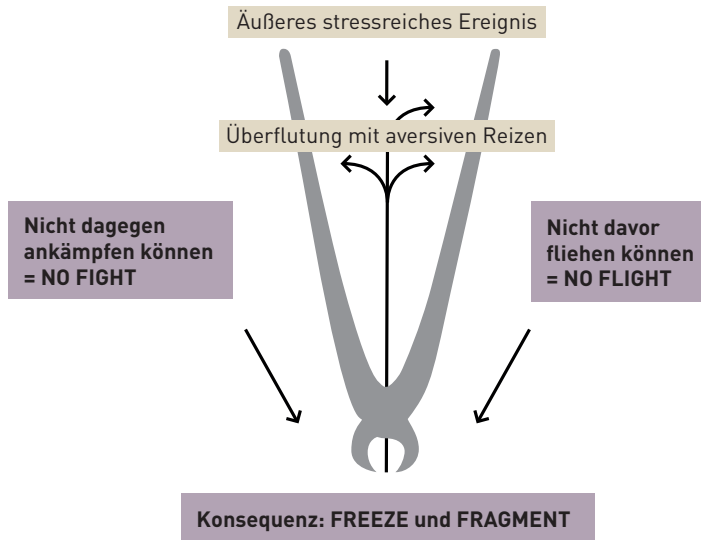 Äußeres stressreiches Ereignis
Überflutung mit aversiven Reizen
Nicht dagegen
ankämpfen können
= NO FIGHT
Nicht davor
fliehen können
= NO FLIGHT
Konsequenz: FREEZE und FRAGMENT